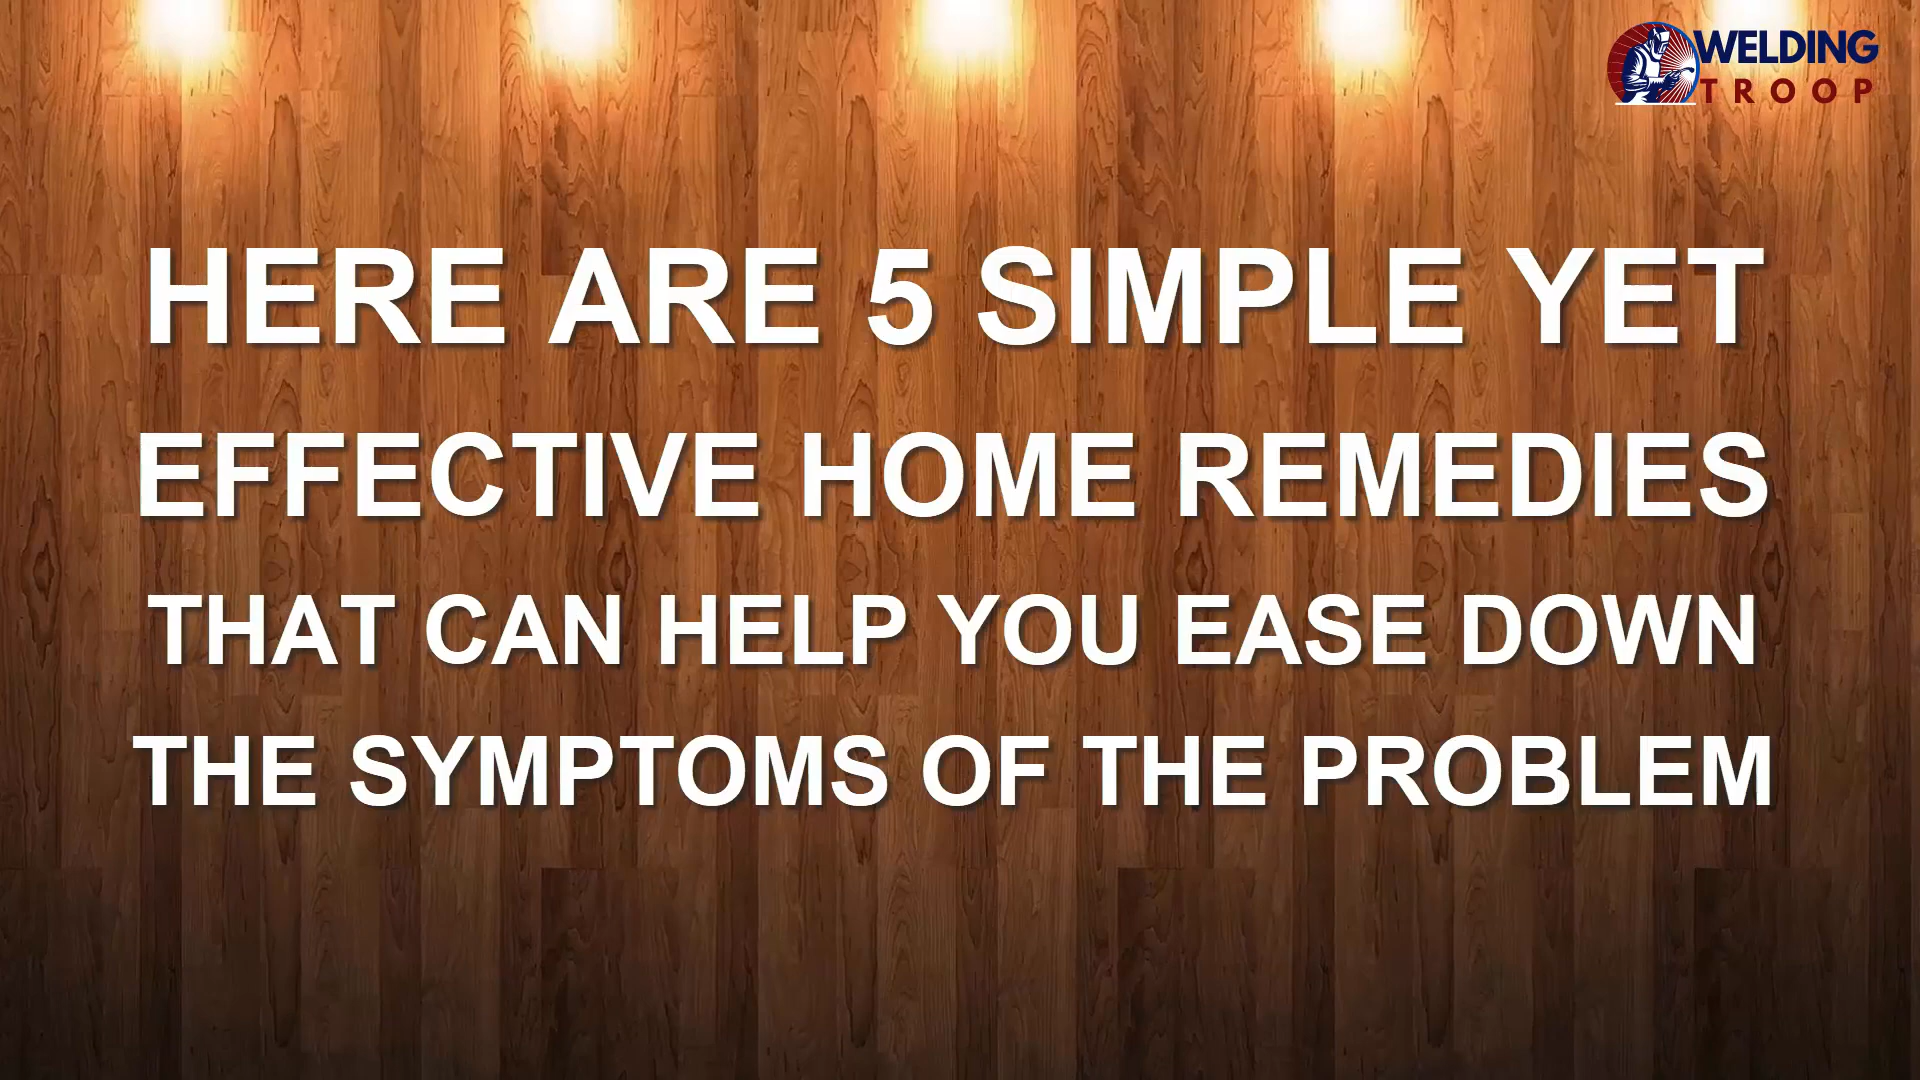 WELDING
TROOP
HERE ARE 5 SIMPLE YET
EFFECTIVE HOME REMEDIES
THAT CAN HELP YOU EASE DOWN
THE SYMPTOMS OF THE PROBLEM